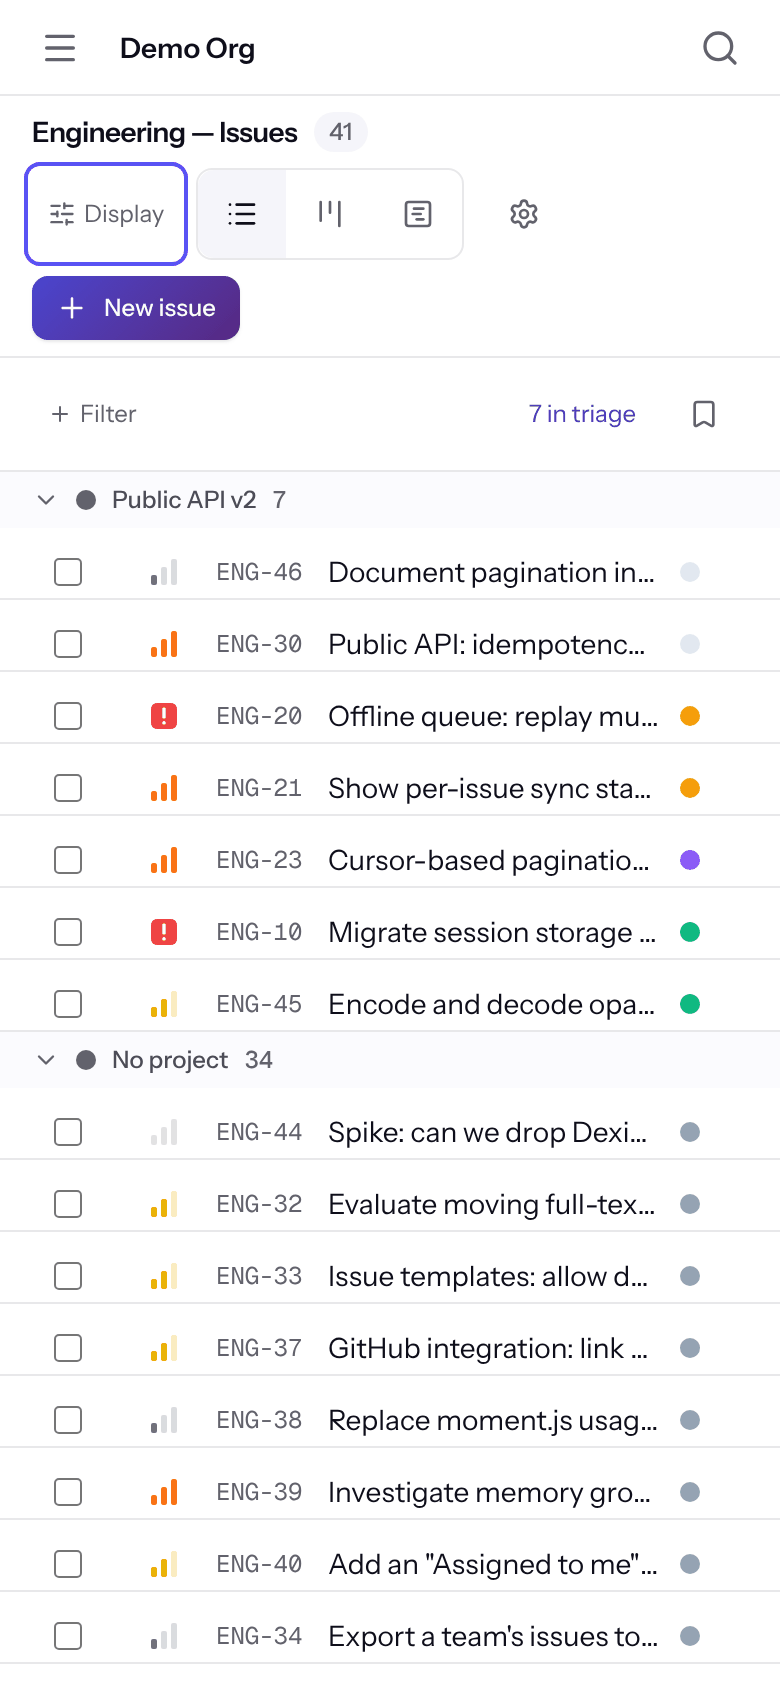 Demo Org
Engineering — Issues 41
Display
New issue
Filter
7 in triage
Public API v2 7
ENG-46 Document pagination in...
ENG-30 Public API: idempotenc...
ENG-20 Offline queue: replay mu...
ENG-21 Show per-issue sync sta...
ENG-23 Cursor-based paginatio...
ENG-10 Migrate session storage ...
ENG-45 Encode and decode opa...
No project 34
ENG-44 Spike: can we drop Dexi...
ENG-32 Evaluate moving full-tex...
ENG-33 Issue templates: allow d...
ENG-37 GitHub integration: link ...
ENG-38 Replace moment.js usag...
ENG-39 Investigate memory gro...
ENG-40 Add an "Assigned to me"...
ENG-34 Export a team's issues to...